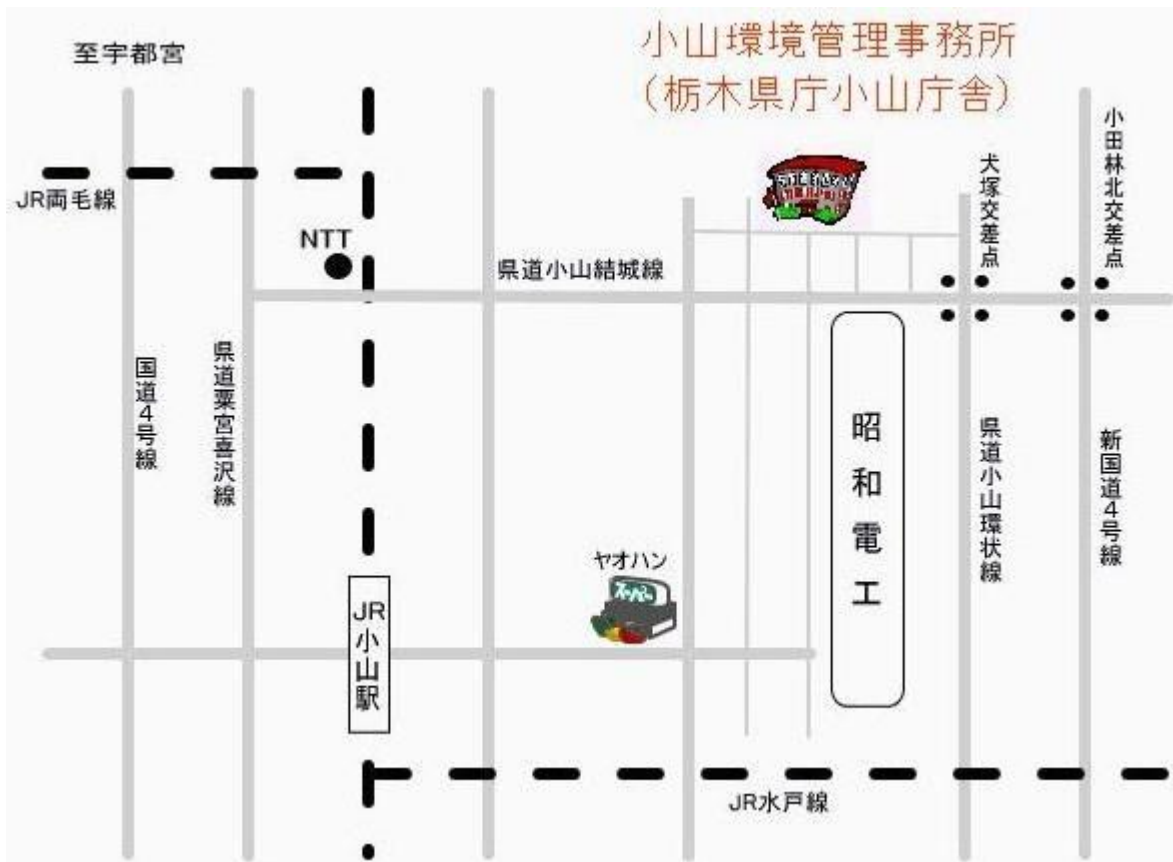 小山環境管理事務所
(栃木県庁小山庁舎)
至宇都宮
小田林北交差点
犬塚交差点
JR両毛線
NTT
県道小山結城線
国道4号線
県道粟宮喜沢線
昭和電工
県道小山環状線
新国道4号線
ヤオハン
スーパー
JR小山駅
JR水戸線